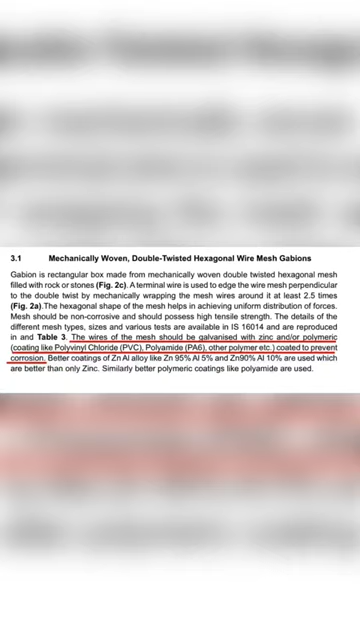 3.1 Mechanically Woven, Double-Twisted Hexagonal Wire Mesh Gabions
Gabion is rectangular box made from mechanically woven double twisted hexagonal mesh
filled with rock or stones (Fig. 2c). A terminal wire is used to edge the wire mesh perpendicular
to the double twist by mechanically wrapping the mesh wires around it at least 2.5 times
(Fig. 2a).The hexagonal shape of the mesh helps in achieving uniform distribution of forces.
Mesh should be non-corrosive and should possess high tensile strength. The details of the
different mesh types, sizes and various tests are available in IS 16014 and are reproduced
in and Table 3. The wires of the mesh should be galvanised with zinc and/or polymeric
(coating like Polyvinyl Chloride (PVC), Polyamide (PA6), other polymer etc.) coated to prevent
corrosion. Better coatings of Zn Al alloy like Zn 95% Al 5% and Zn90% Al 10% are used which
are better than only Zinc. Similarly better polymeric coatings like polyamide are used.